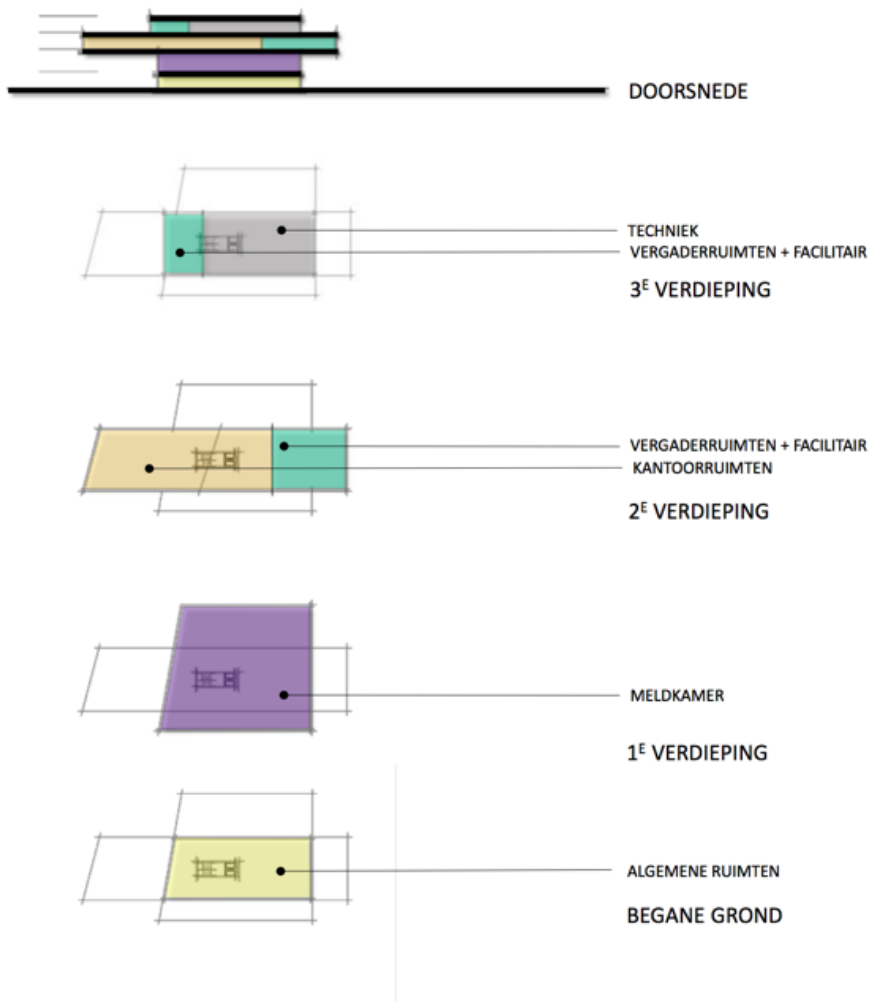 DOORSNEDE
TECHNIEK
VERGADERRUIMTEN + FACILITAIR
3E VERDIEPING
VERGADERRUIMTEN + FACILITAIR
KANTOORRUIMTEN
2E VERDIEPING
MELDKAMER
1E VERDIEPING
ALGEMENE RUIMTEN
BEGANE GROND